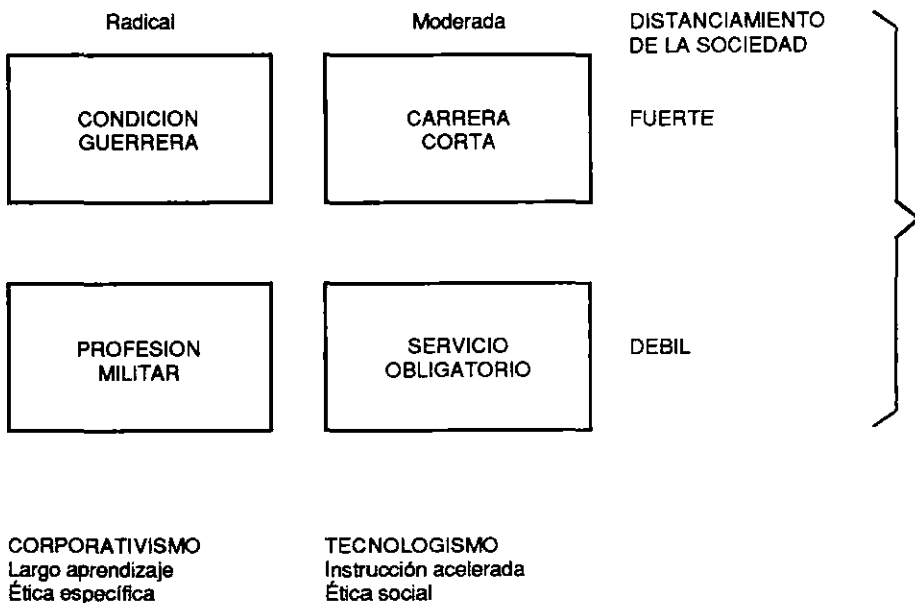 Radical
Moderada
DISTANCIAMIENTO
DE LA SOCIEDAD
CONDICION
GUERRERA
CARRERA
CORTA
FUERTE
PROFESION
MILITAR
SERVICIO
OBLIGATORIO
DEBIL
CORPORATIVISMO
Largo aprendizaje
Ética específica
TECNOLOGISMO
Instrucción acelerada
Ética social